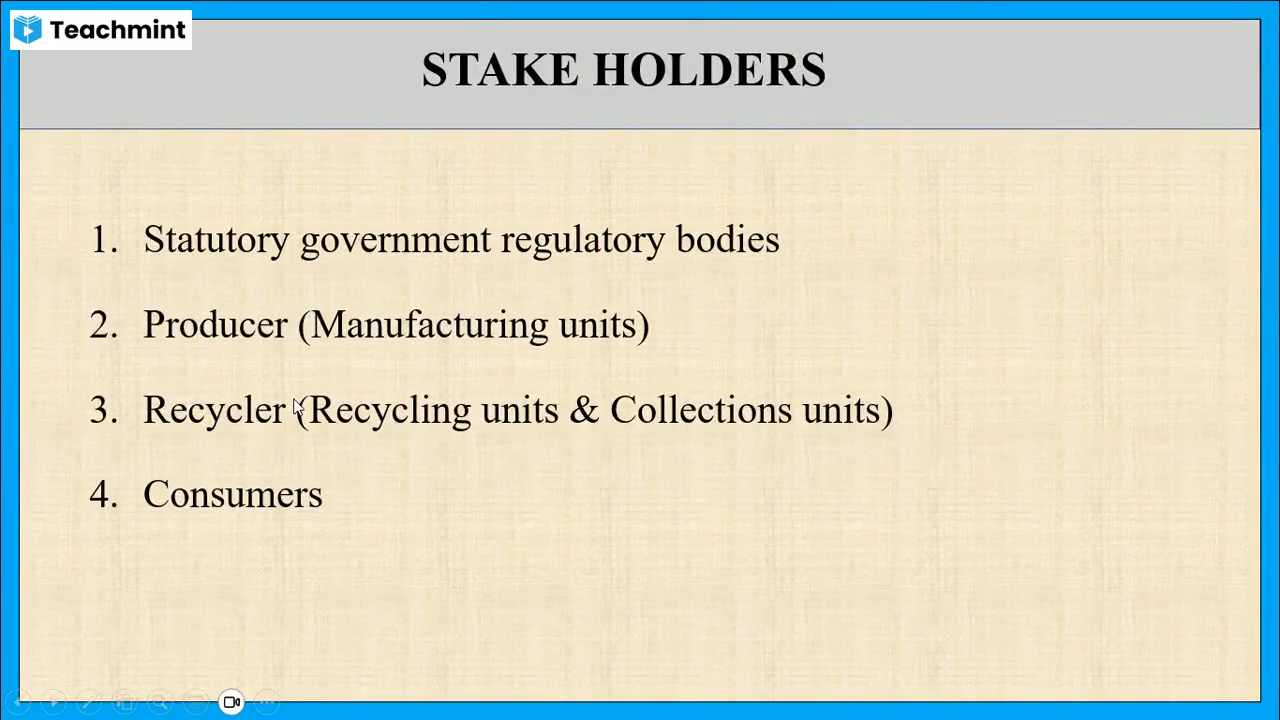 Teachmint
STAKE HOLDERS
1. Statutory government regulatory bodies
2. Producer (Manufacturing units)
3. Recycler (Recycling units & Collections units)
4. Consumers